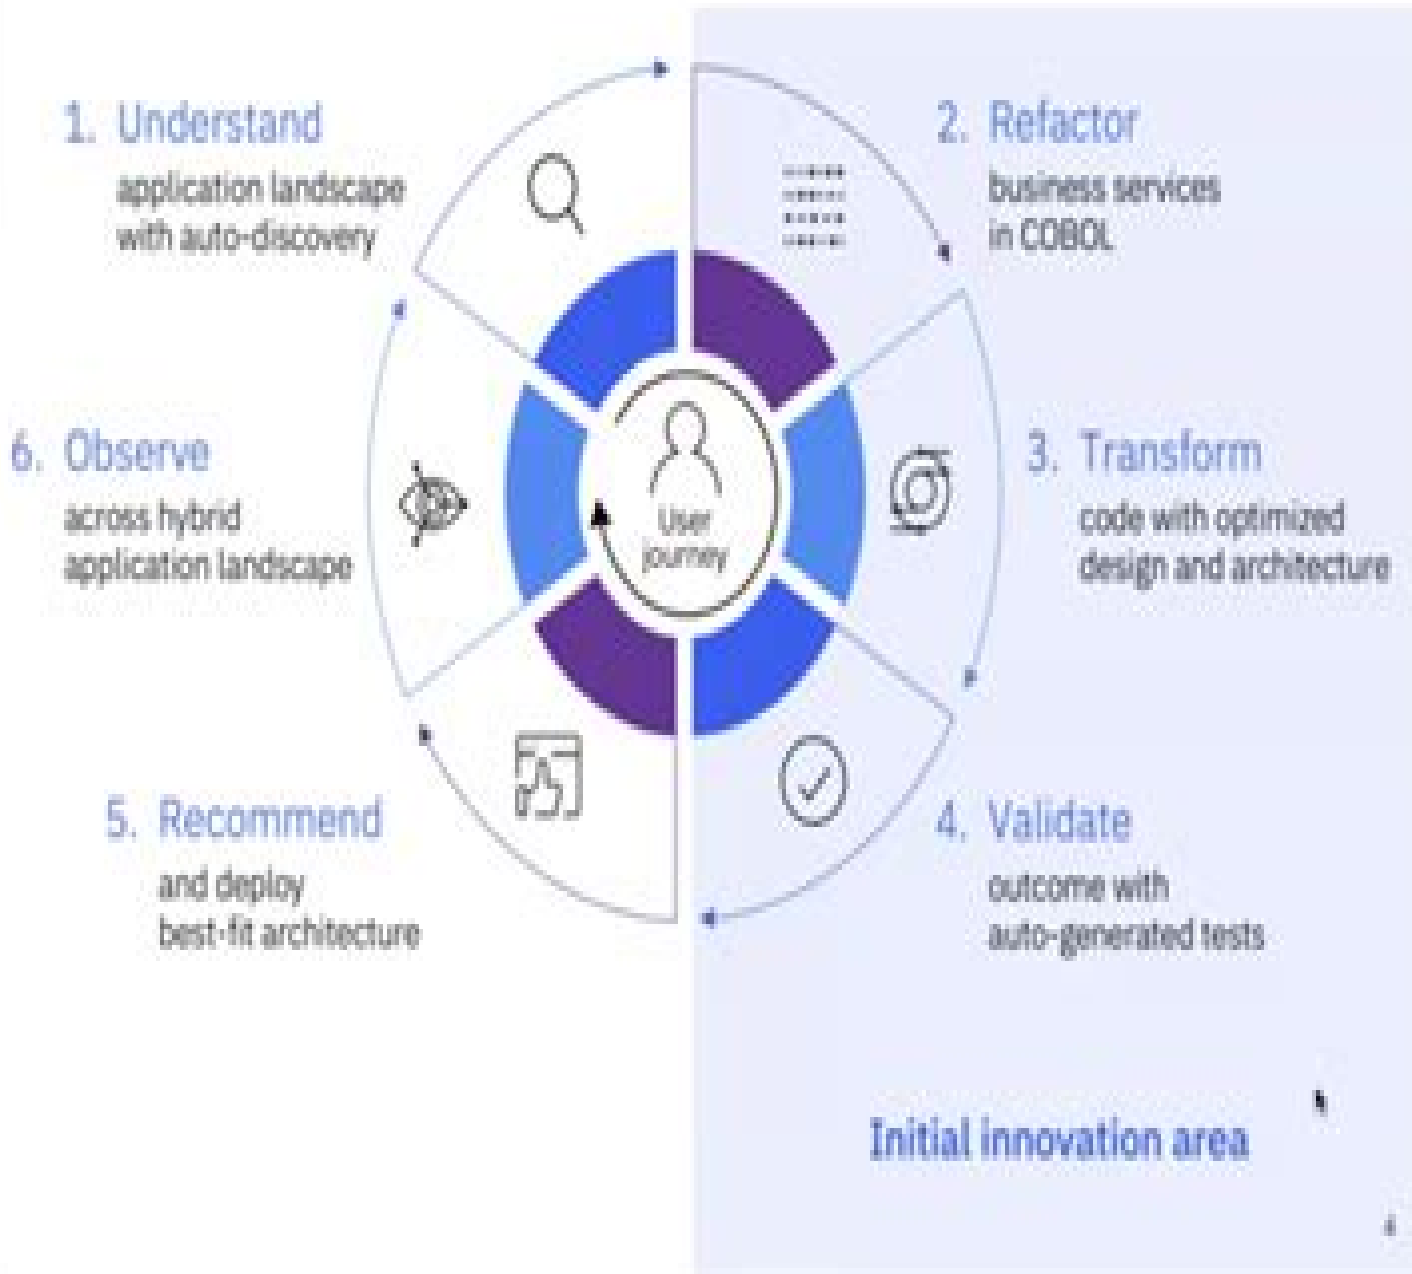 1. Understand
application landscape
with auto-discovery
2. Refactor
business services
in COBOL
3. Transform
code with optimized
design and architecture
4. Validate
outcome with
auto-generated tests
5. Recommend
and deploy
best-fit architecture
6. Observe
across hybrid
application landscape
User
journey
Initial innovation area